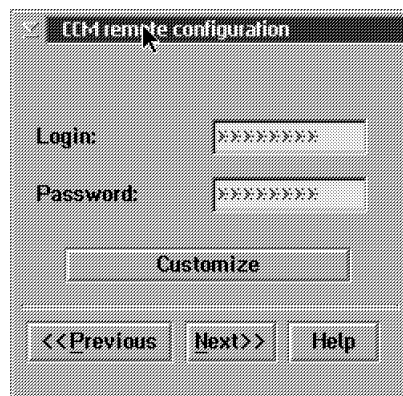 CCM remote configuration
Login: ********
Password: ********
Customize
<<Previous Next>> Help